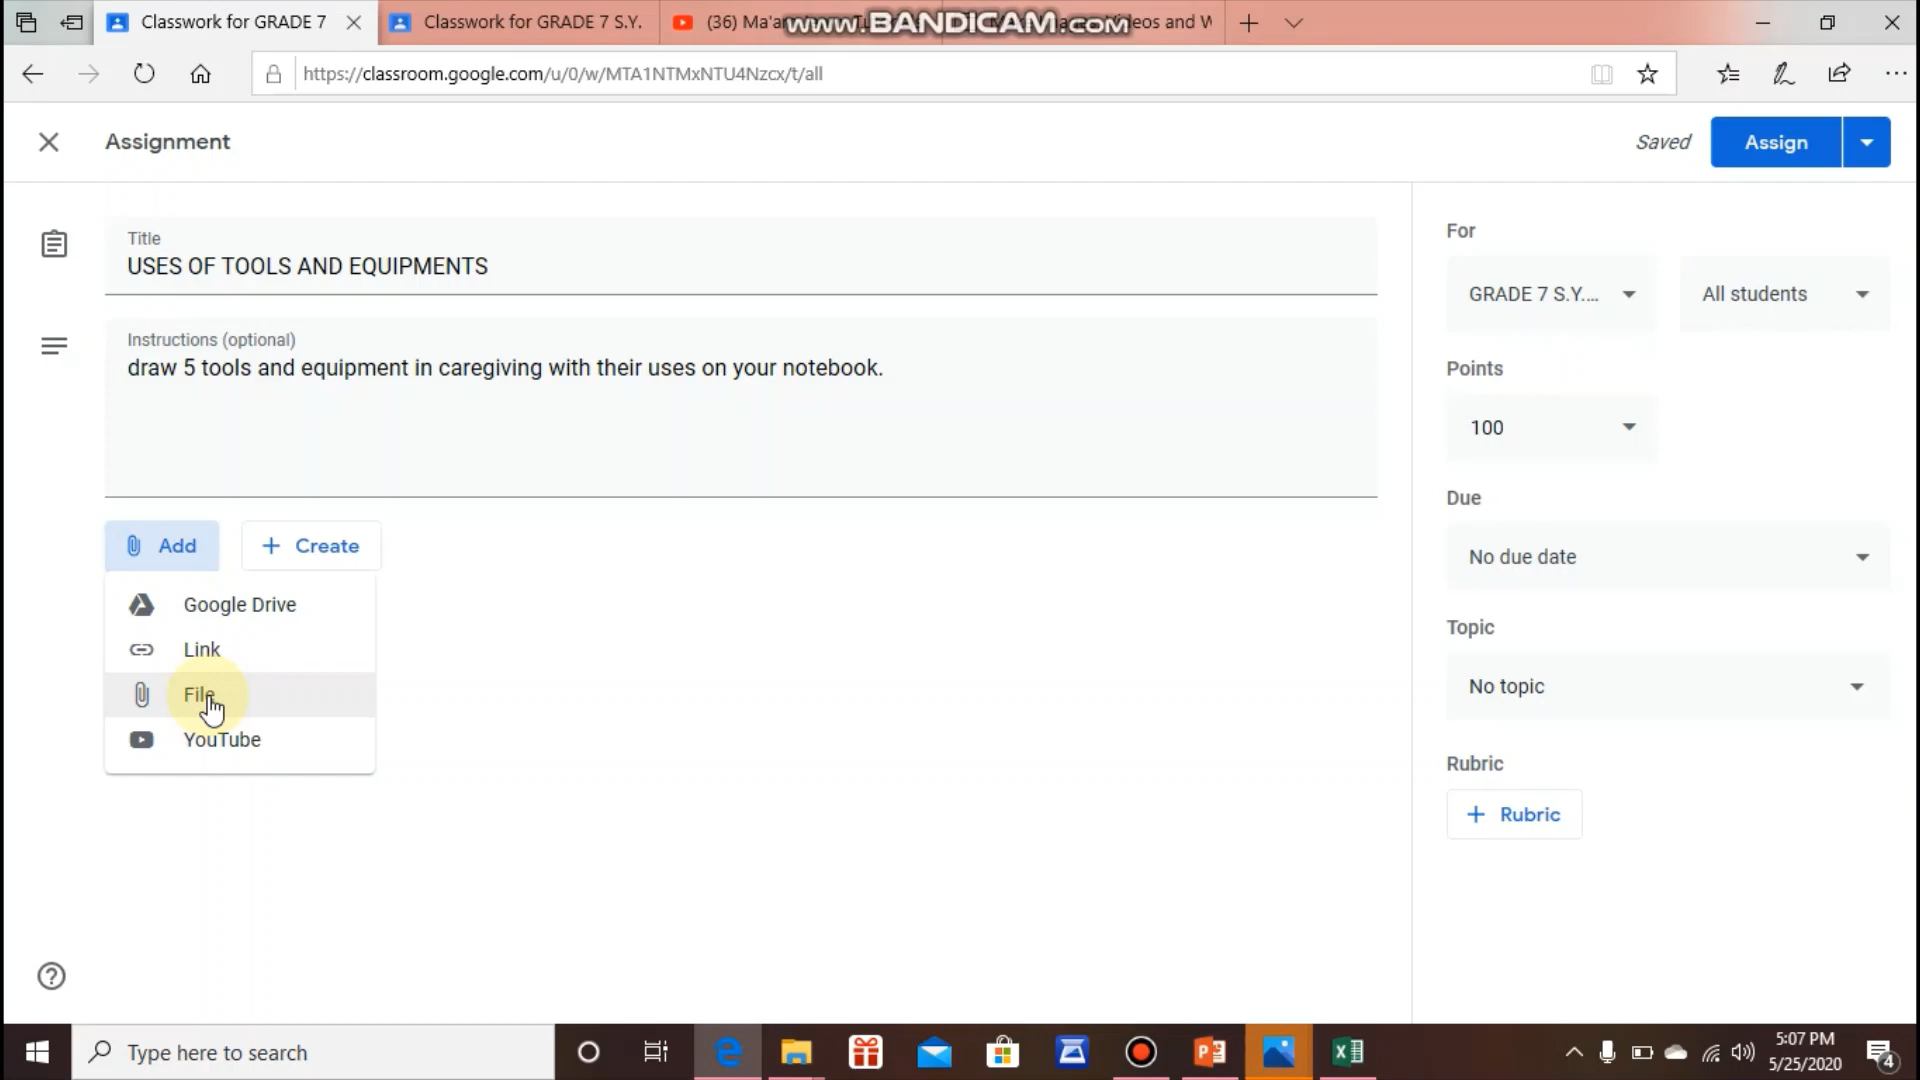 Classwork for GRADE 7
Classwork for GRADE 7 S.Y.
(36) Ma'am
www.BANDICAM.com
Videos and W
https://classroom.google.com/u/0/w/MTA1NTMxNTU4Nzcx/t/all
Assignment
Saved
Assign
Title
USES OF TOOLS AND EQUIPMENTS
Instructions (optional)
draw 5 tools and equipment in caregiving with their uses on your notebook.
Add
Create
Google Drive
Link
File
YouTube
For
GRADE 7 S.Y....
All students
Points
100
Due
No due date
Topic
No topic
Rubric
Rubric
Type here to search
5:07 PM
5/25/2020
4